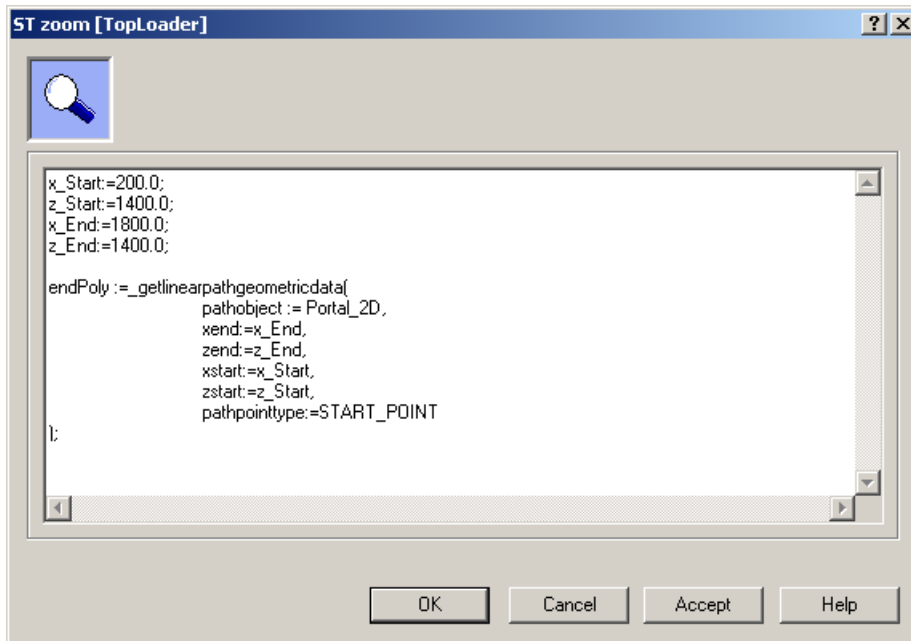 ST zoom [TopLoader]
x_Start:=200.0;
z_Start:=1400.0;
x_End:=1800.0;
z_End:=1400.0;
endPoly :=_getlinearpathgeometricdata(
pathobject := Portal_2D,
xend:=x_End,
zend:=z_End,
xstart:=x_Start,
zstart:=z_Start,
pathpointtype:=START_POINT
);
OK Cancel Accept Help